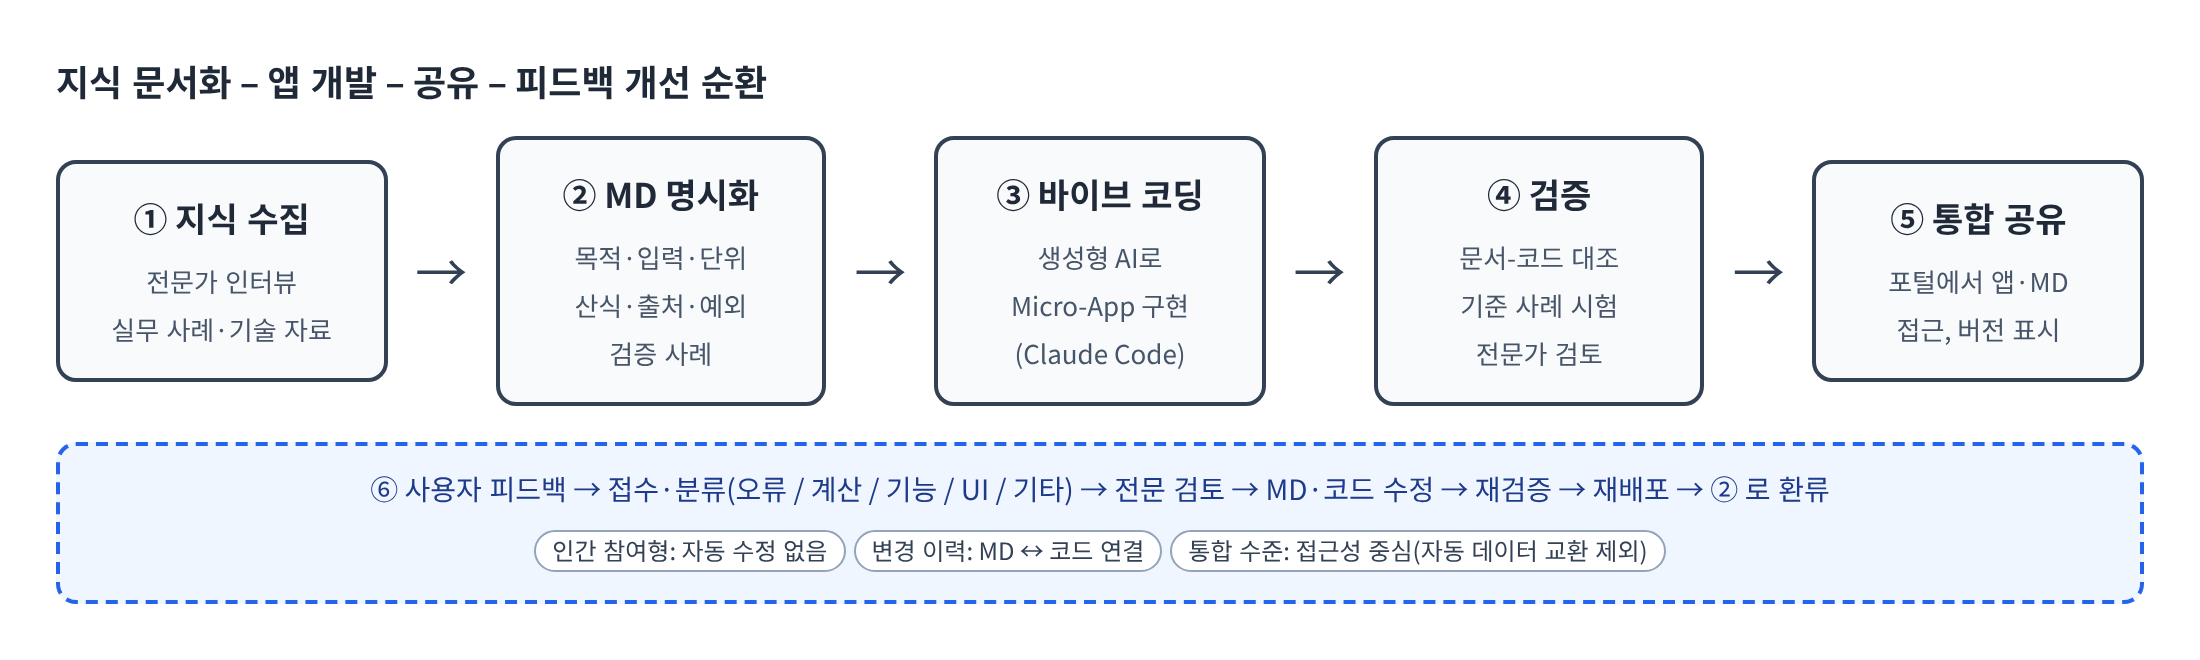 지식 문서화 – 앱 개발 – 공유 – 피드백 개선 순환
① 지식 수집
전문가 인터뷰
실무 사례·기술 자료
→
② MD 명시화
목적·입력·단위
산식·출처·예외
검증 사례
→
③ 바이브 코딩
생성형 AI로
Micro-App 구현
(Claude Code)
→
④ 검증
문서-코드 대조
기준 사례 시험
전문가 검토
→
⑤ 통합 공유
포털에서 앱·MD
접근, 버전 표시
⑥ 사용자 피드백 → 접수·분류(오류 / 계산 / 기능 / UI / 기타) → 전문 검토 → MD·코드 수정 → 재검증 → 재배포 → ② 로 환류
인간 참여형: 자동 수정 없음
변경 이력: MD ↔ 코드 연결
통합 수준: 접근성 중심(자동 데이터 교환 제외)